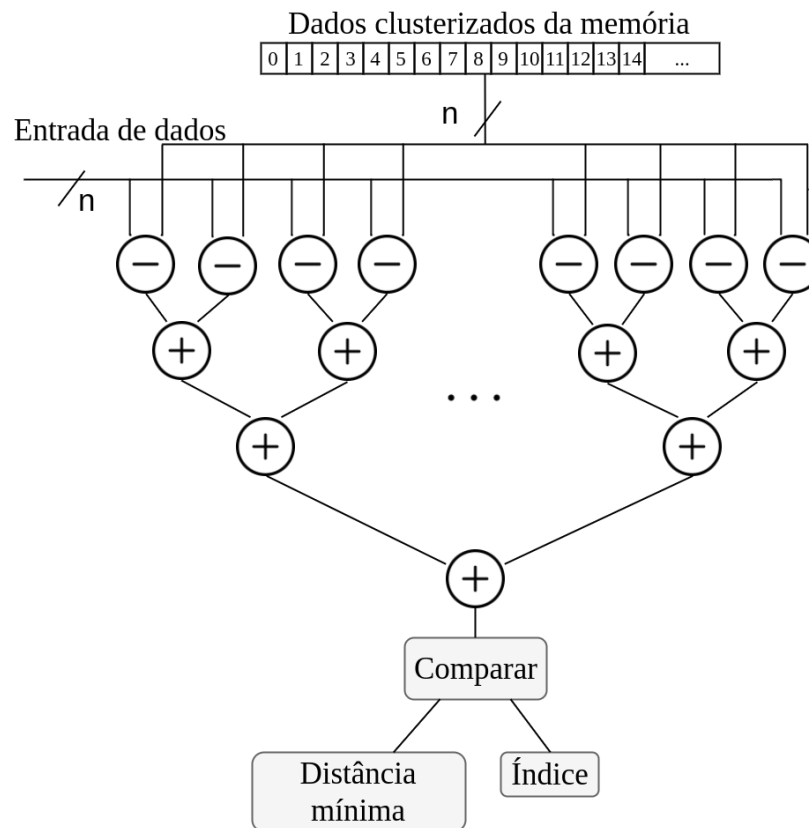 Dados clusterizados da memória
0 1 2 3 4 5 6 7 8 9 10 11 12 13 14 ...
n
Entrada de dados
n
− − − − − − − −
+ + + +
. . .
+ +
+
Comparar
Distância
mínima
Índice